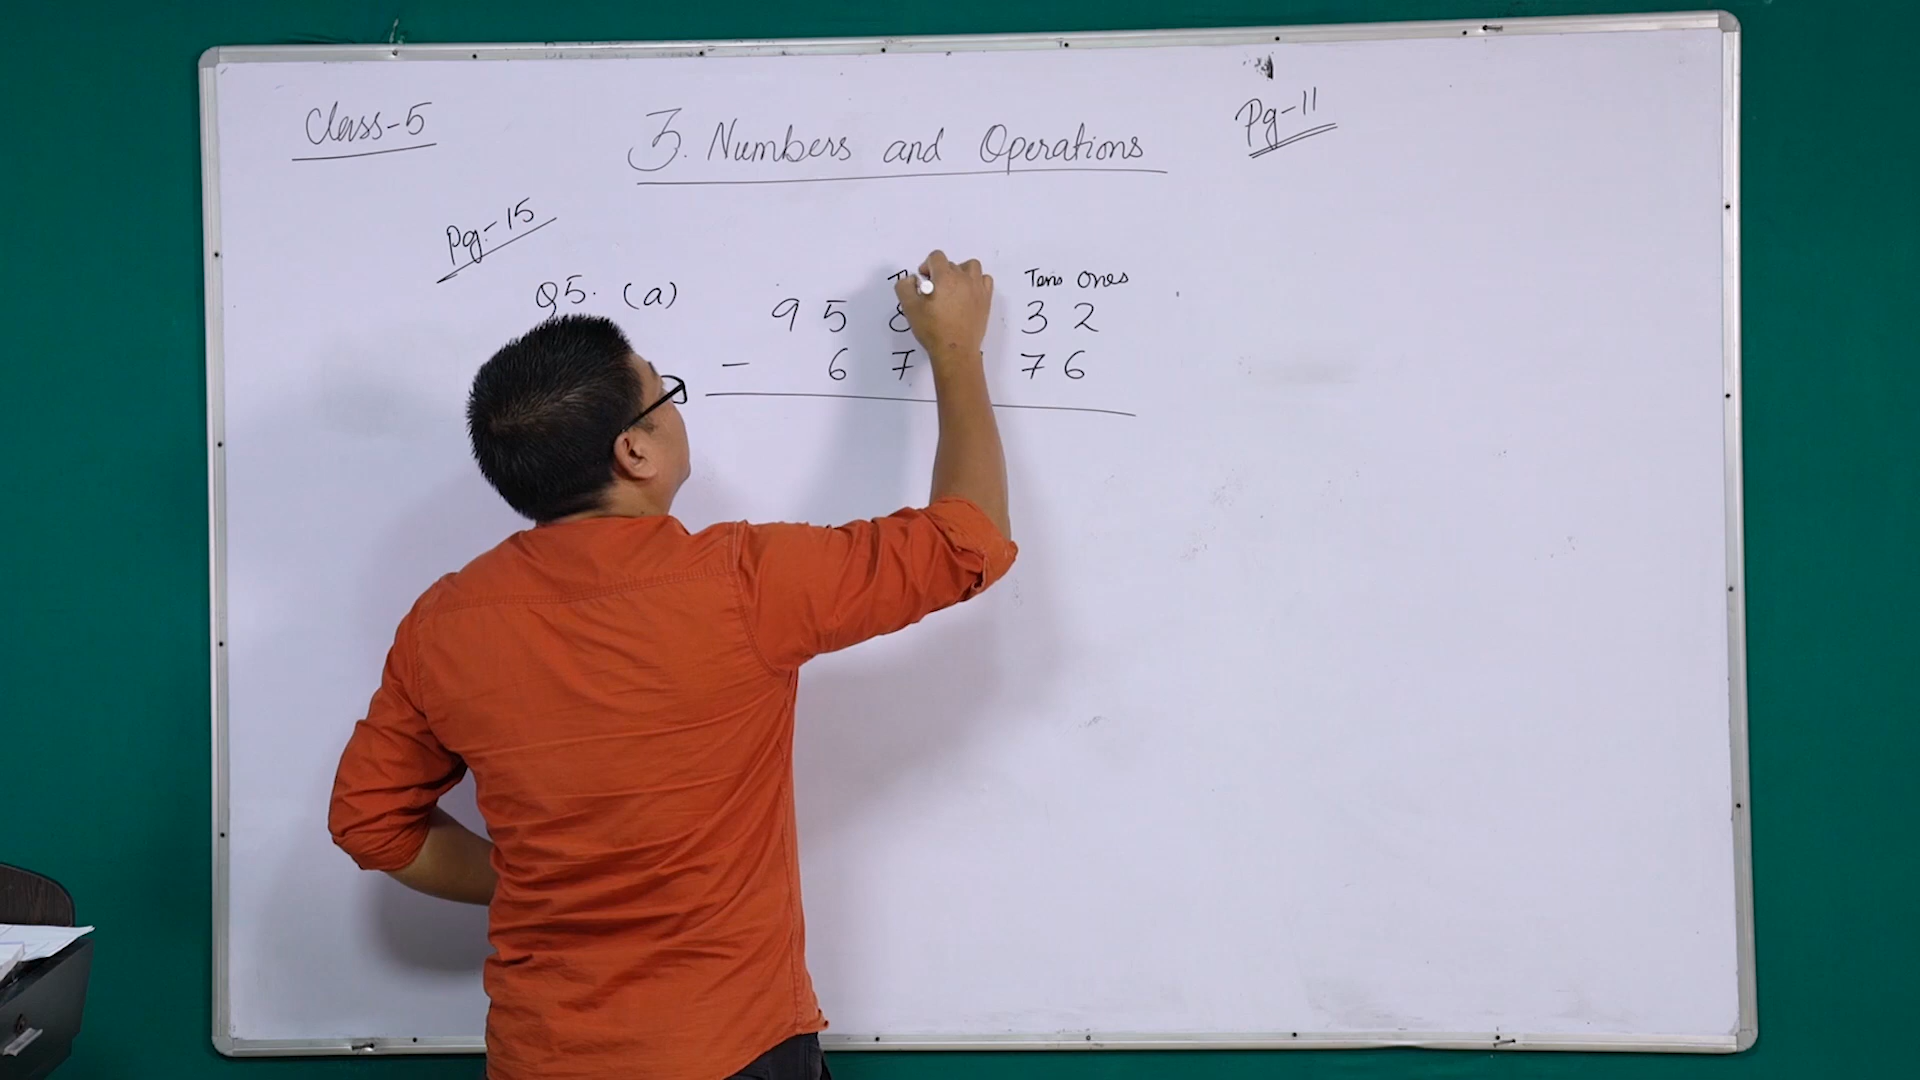 Class-5
3. Numbers and Operations
Pg-11
Pg-15
Tens Ones
Q5. (a) 9 5 8 3 2
- 6 7 7 6